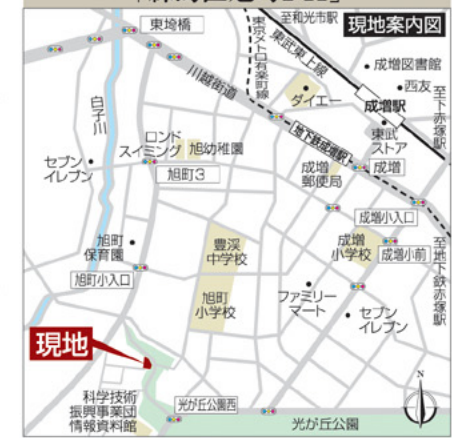 現地案内図
至和光市駅
東埼橋
東京メトロ有楽町線
東武東上線
成増図書館
西友
川越街道
ダイエー
成増駅
至下赤塚駅
白子川
ロンド
スイミング
旭幼稚園
地下鉄成増駅
東武
ストア
セブン
イレブン
旭町3
成増
郵便局
成増
成増小入口
旭町
保育園
豊渓
中学校
成増
小学校
成増小前
至地下鉄赤塚駅
旭町小入口
旭町
小学校
ファミリー
マート
セブン
イレブン
現地
科学技術
振興事業団
情報資料館
光が丘公園西
光が丘公園
N